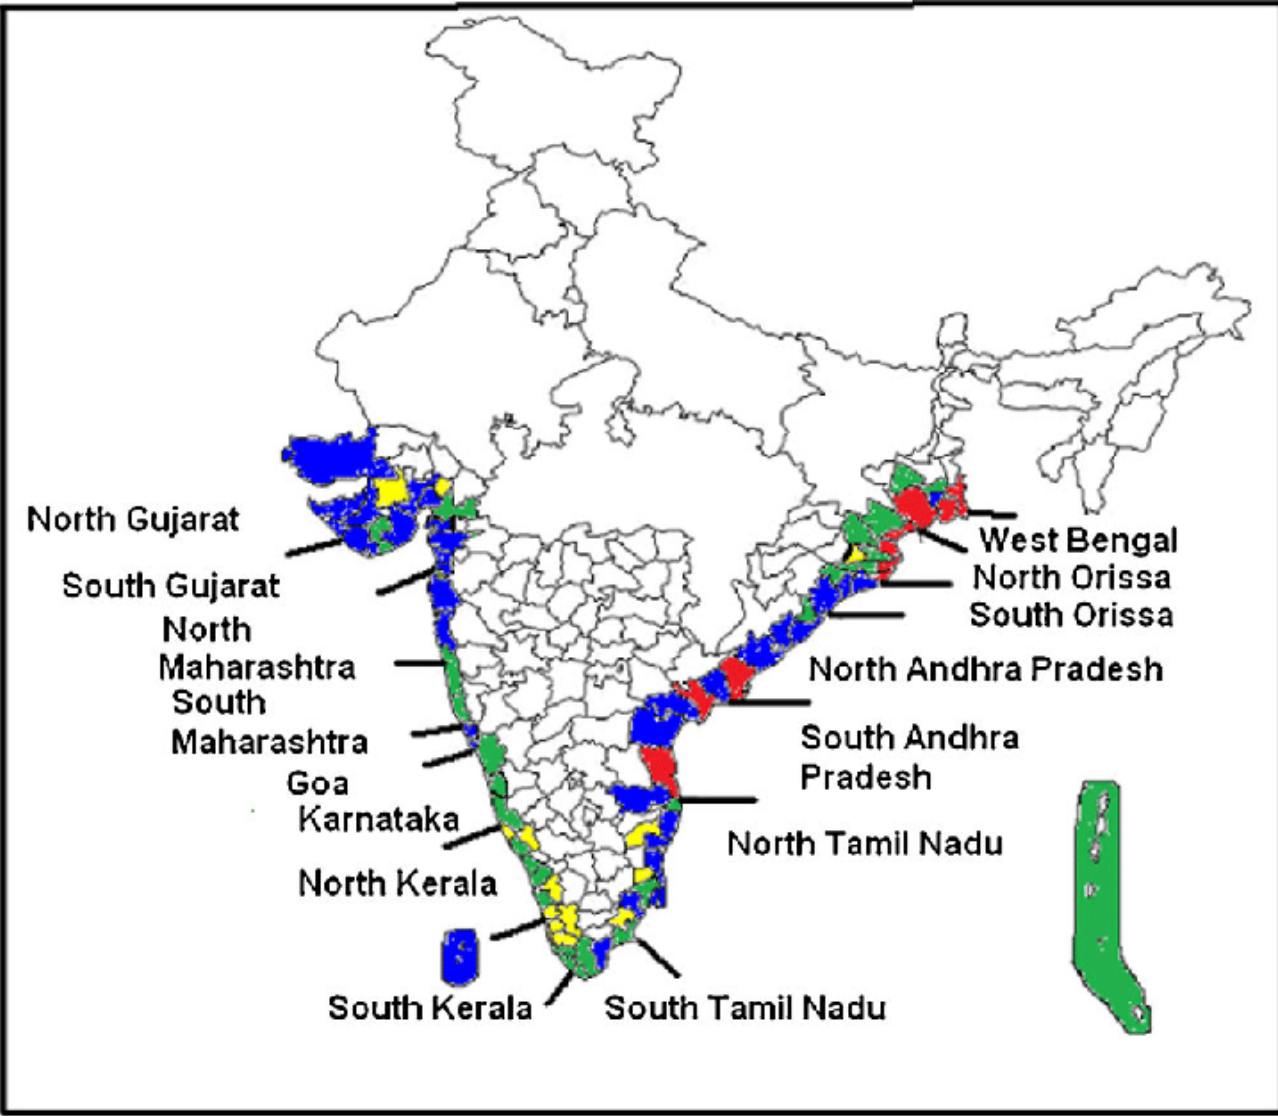 North Gujarat
South Gujarat
North
Maharashtra
South
Maharashtra
Goa
Karnataka
North Kerala
South Kerala
South Tamil Nadu
West Bengal
North Orissa
South Orissa
North Andhra Pradesh
South Andhra
Pradesh
North Tamil Nadu